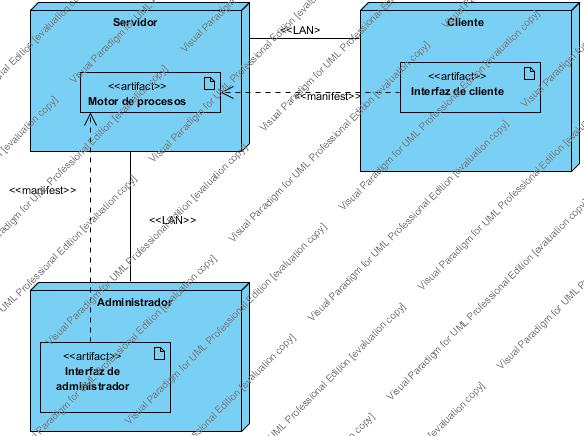 Servidor
<<LAN>
Cliente
<<artifact>>
Motor de procesos
<<artifact>>
Interfaz de cliente
<<manifest>>
<<manifest>>
<<LAN>>
Administrador
<<artifact>>
Interfaz de
administrador
Visual Paradigm for UML Professional Edition [evaluation copy]